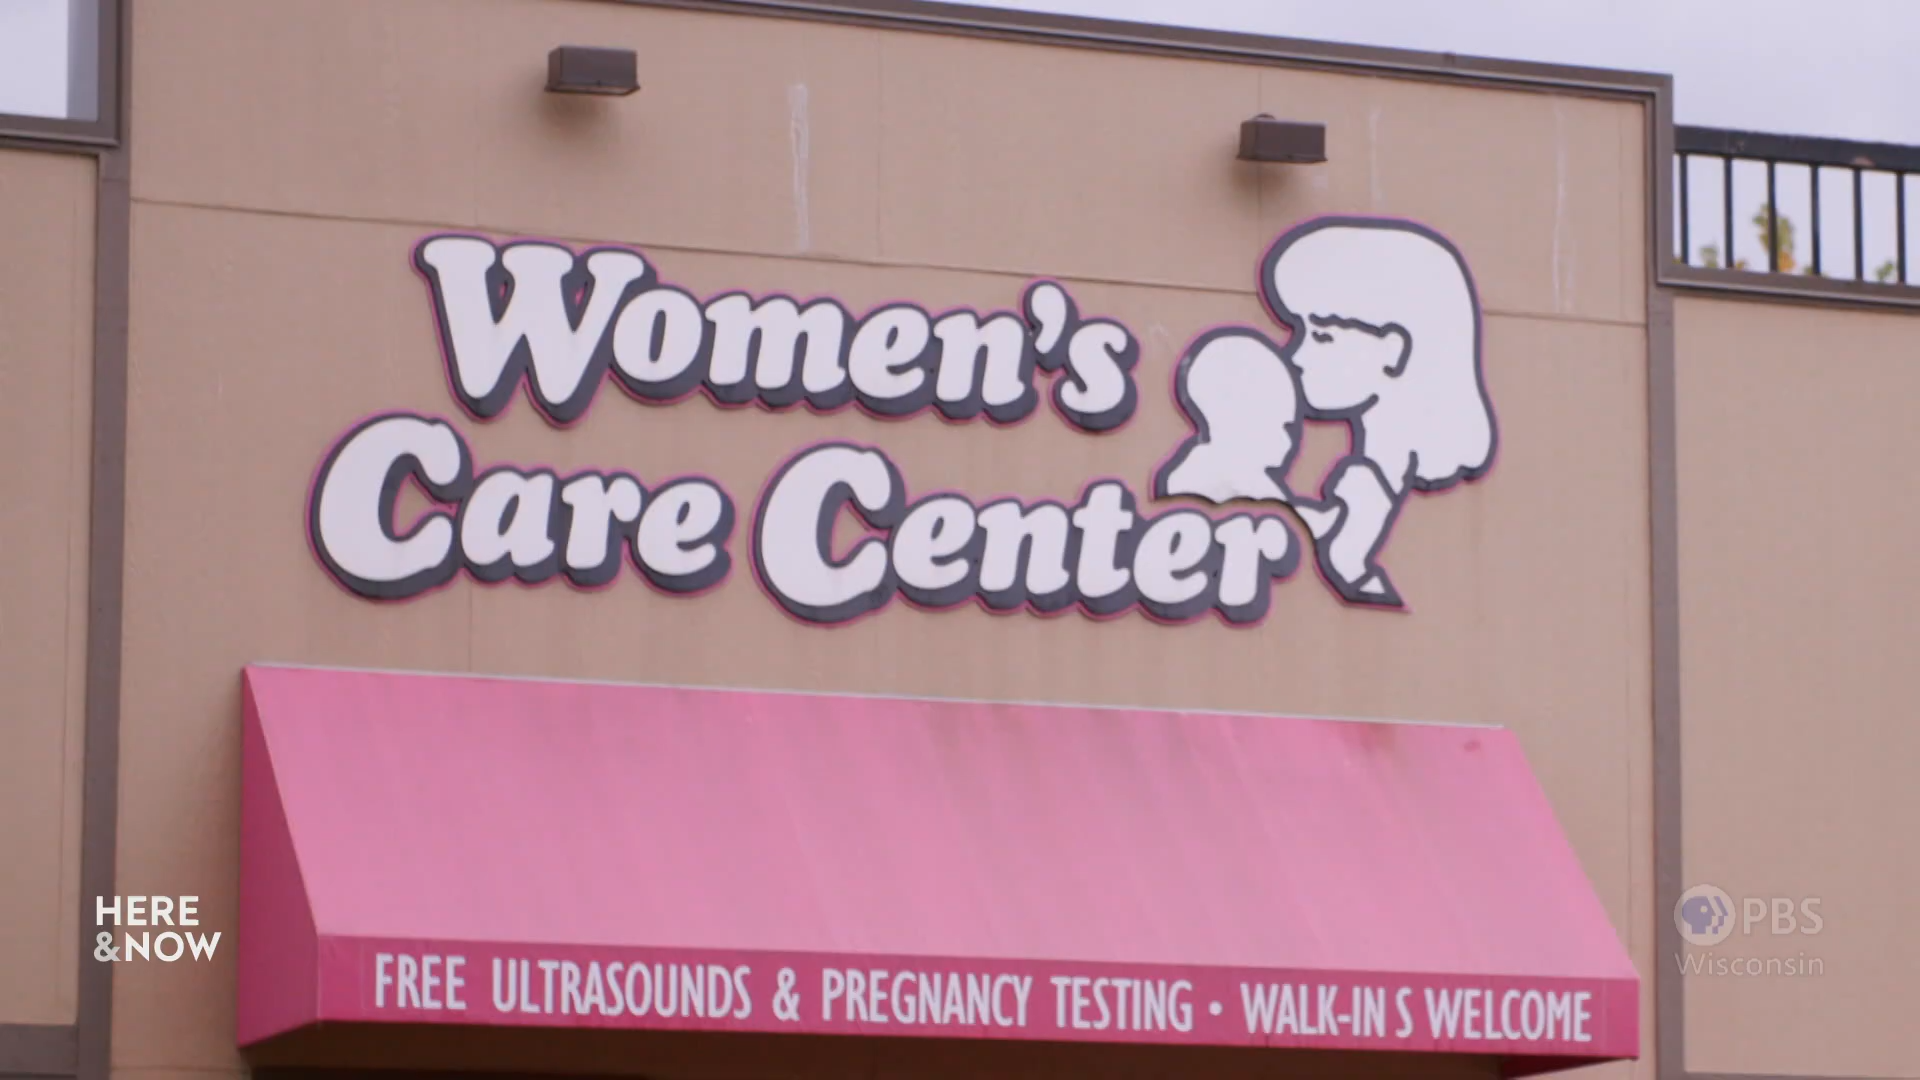 Women's
Care Center
FREE ULTRASOUNDS & PREGNANCY TESTING • WALK-IN S WELCOME
HERE
&NOW
PBS
Wisconsin